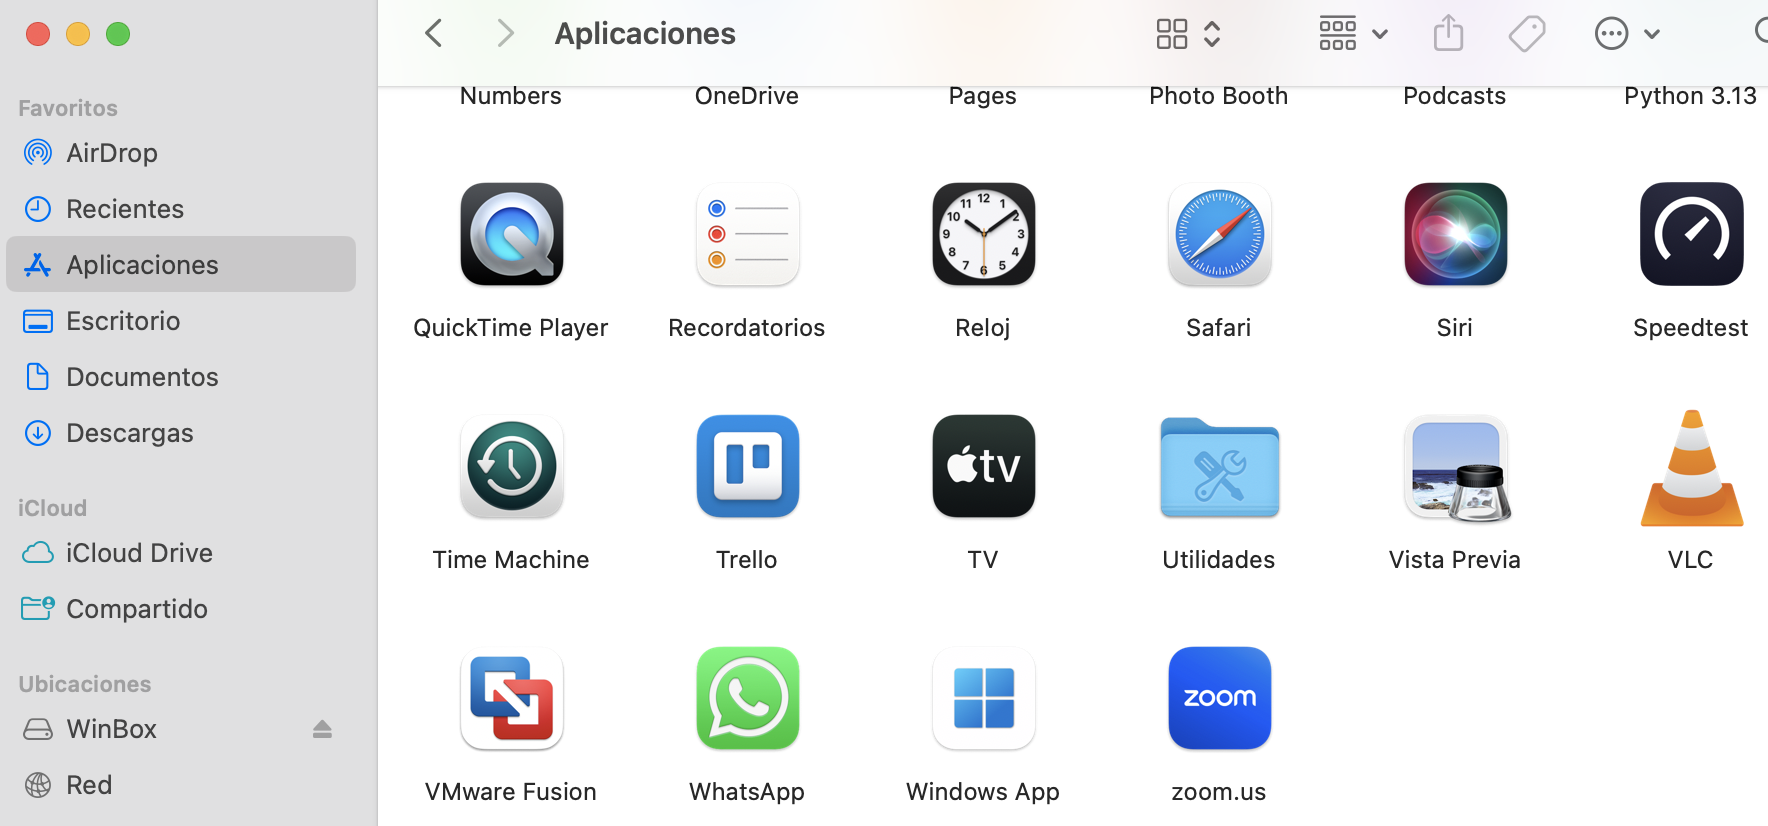 Aplicaciones
Favoritos
AirDrop
Recientes
Aplicaciones
Escritorio
Documentos
Descargas
iCloud
iCloud Drive
Compartido
Ubicaciones
WinBox
Red
Numbers OneDrive Pages Photo Booth Podcasts Python 3.13
12 1 2 3 4 5 6 7 8 9 10 11
QuickTime Player Recordatorios Reloj Safari Siri Speedtest
tv
Time Machine Trello TV Utilidades Vista Previa VLC
zoom
VMware Fusion WhatsApp Windows App zoom.us